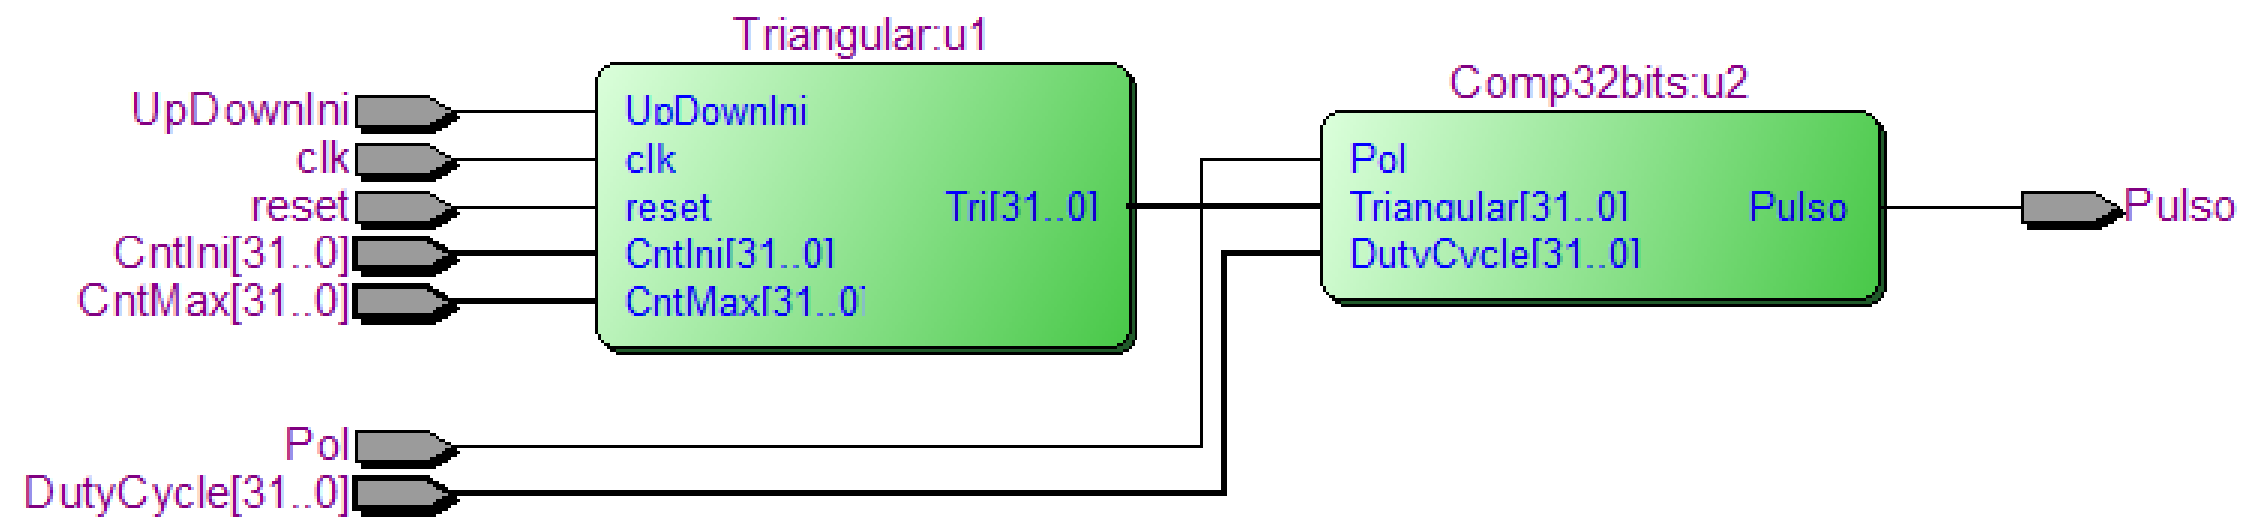 Triangular:u1
Comp32bits:u2
UpDownIni
clk
reset
CntIni[31..0]
CntMax[31..0]
UpDownIni
clk
reset
CntIni[31..0]
CntMax[31..0]
Tri[31..0]
Pol
Triangular[31..0]
DutyCycle[31..0]
Pulso
Pulso
Pol
DutyCycle[31..0]